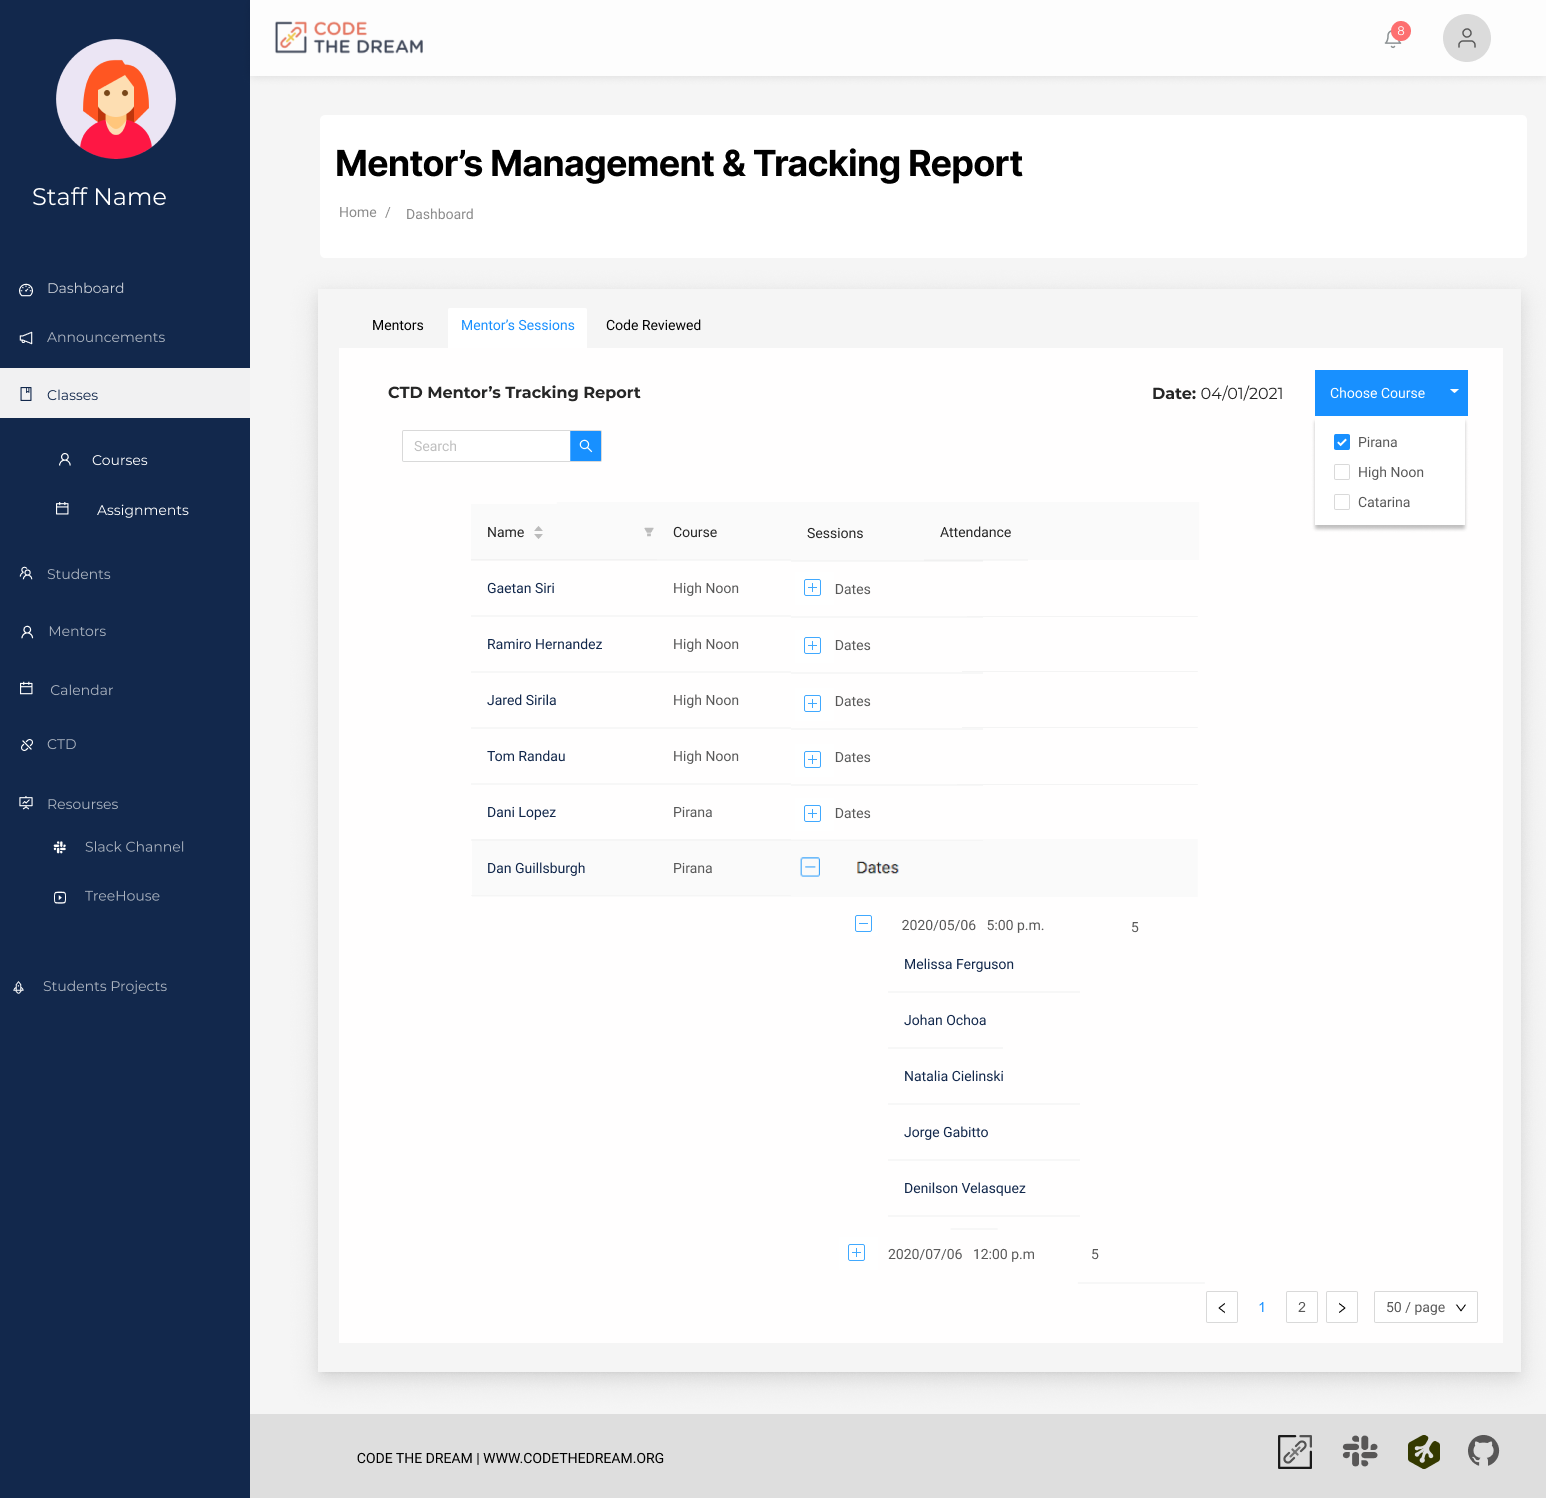 CODE
THE DREAM
8
Staff Name
Dashboard
Announcements
Classes
Courses
Assignments
Students
Mentors
Calendar
CTD
Resourses
Slack Channel
TreeHouse
Students Projects
Mentor’s Management & Tracking Report
Home / Dashboard
Mentors Mentor’s Sessions Code Reviewed
CTD Mentor’s Tracking Report
Date: 04/01/2021
Choose Course
Pirana
High Noon
Catarina
Search
Name Course Sessions Attendance
Gaetan Siri High Noon Dates
Ramiro Hernandez High Noon Dates
Jared Sirila High Noon Dates
Tom Randau High Noon Dates
Dani Lopez Pirana Dates
Dan Guillsburgh Pirana Dates
2020/05/06 5:00 p.m. 5
Melissa Ferguson
Johan Ochoa
Natalia Cielinski
Jorge Gabitto
Denilson Velasquez
2020/07/06 12:00 p.m 5
< 1 2 > 50 / page
CODE THE DREAM | WWW.CODETHEDREAM.ORG